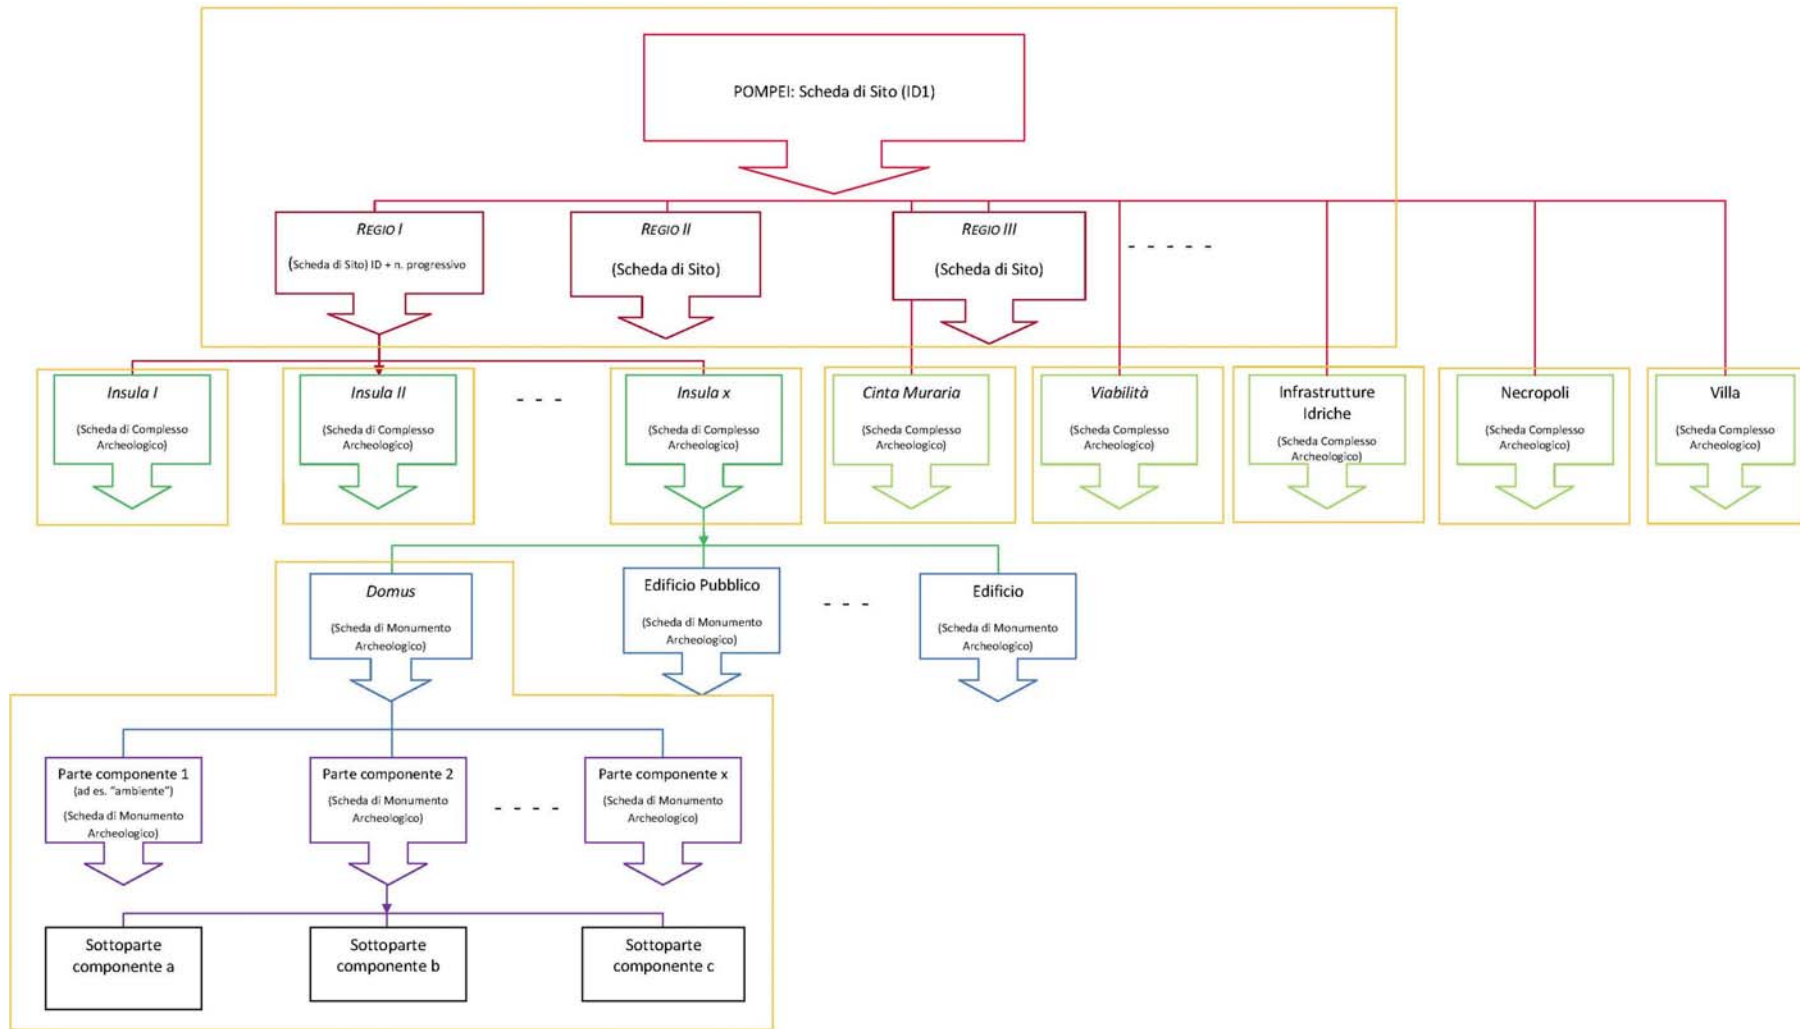 POMPEI: Scheda di Sito (ID1)
REGIO I
(Scheda di Sito) ID + n. progressivo
REGIO II
(Scheda di Sito)
REGIO III
(Scheda di Sito)
- - - - -
Insula I
(Scheda di Complesso
Archeologico)
Insula II
(Scheda di Complesso
Archeologico)
- - -
Insula x
(Scheda di Complesso
Archeologico)
Cinta Muraria
(Scheda Complesso
Archeologico)
Viabilità
(Scheda Complesso
Archeologico)
Infrastrutture
Idriche
(Scheda Complesso
Archeologico)
Necropoli
(Scheda Complesso
Archeologico)
Villa
(Scheda Complesso
Archeologico)
Domus
(Scheda di Monumento
Archeologico)
Edificio Pubblico
(Scheda di Monumento
Archeologico)
- - -
Edificio
(Scheda di Monumento
Archeologico)
Parte componente 1
(ad es. "ambiente")
(Scheda di Monumento
Archeologico)
Parte componente 2
(Scheda di Monumento
Archeologico)
- - - -
Parte componente x
(Scheda di Monumento
Archeologico)
Sottoparte
componente a
Sottoparte
componente b
Sottoparte
componente c